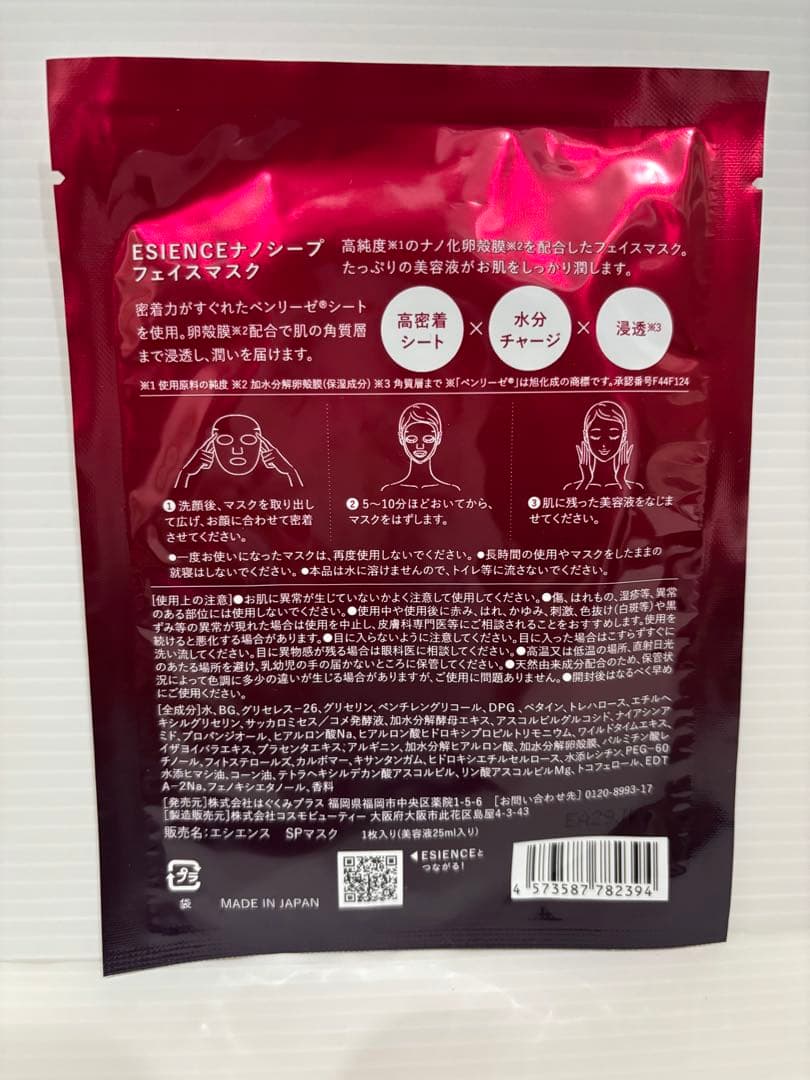 ESIENCEナノシープ
フェイスマスク
高純度※1のナノ化卵殻膜※2を配合したフェイスマスク。
たっぷりの美容液がお肌をしっかり潤します。
密着力がすぐれたベンリーゼ®シート
を使用。卵殻膜※2配合で肌の角質層
まで浸透し、潤いを届けます。
高密着
シート
×
水分
チャージ
×
浸透※3
※1 使用原料の純度 ※2 加水分解卵殻膜(保湿成分) ※3 角質層まで ※「ベンリーゼ®」は旭化成の商標です。承認番号F44F124
❶ 洗顔後、マスクを取り出し
て広げ、お顔に合わせて密着
させてください。
❷ 5〜10分ほどおいてから、
マスクをはずします。
❸ 肌に残った美容液をなじま
せてください。
●一度お使いになったマスクは、再度使用しないでください。●長時間の使用やマスクをしたままの
就寝はしないでください。●本品は水に溶けませんので、トイレ等に流さないでください。
[使用上の注意]●お肌に異常が生じていないかよく注意して使用してください。●傷、はれもの、湿疹等、異常
のある部位には使用しないでください。●使用中や使用後に赤み、はれ、かゆみ、刺激、色抜け(白斑等)や黒
ずみ等の異常が現れた場合は使用を中止し、皮膚科専門医等にご相談されることをおすすめします。使用を
続けると悪化する場合があります。●目に入らないように注意してください。目に入った場合はこすらずすぐに
洗い流してください。目に異物感が残る場合は眼科医に相談してください。●高温又は低温の場所、直射日光
のあたる場所を避け、乳幼児の手の届かないところに保管してください。●天然由来成分配合のため、保管状
況によって色調に多少の違いが生じる場合がありますが、ご使用に問題ありません。●開封後はなるべく早め
にご使用ください。
[全成分]水、BG、グリセレス-26、グリセリン、ペンチレングリコール、DPG、ベタイン、トレハロース、エチルヘ
キシルグリセリン、サッカロミセス/コメ発酵液、加水分解酵母エキス、アスコルビルグルコシド、ナイアシンア
ミド、プロパンジオール、ヒアルロン酸Na、ヒアルロン酸ヒドロキシプロピルトリモニウム、ワイルドタイムエキス、
レイザヨイバラエキス、プラセンタエキス、アルギニン、加水分解ヒアルロン酸、加水分解卵殻膜、パルミチン酸
チノール、フィトステロールズ、カルボマー、キサンタンガム、ヒドロキシエチルセルロース、水添レシチン、PEG-60
水添ヒマシ油、コーン油、テトラヘキシルデカン酸アスコルビル、リン酸アスコルビルMg、トコフェロール、EDT
A-2Na、フェノキシエタノール、香料
[発売元]株式会社はぐくみプラス 福岡県福岡市中央区薬院1-5-6 [お問い合わせ先] 0120-8993-17
[製造販売元]株式会社コスモビューティー 大阪府大阪市此花区島屋4-3-43
販売名:エシエンス SPマスク 1枚入り(美容液25ml入り)
プラ
袋
MADE IN JAPAN
◀ESIENCEと
つながる!
4 573587 782394